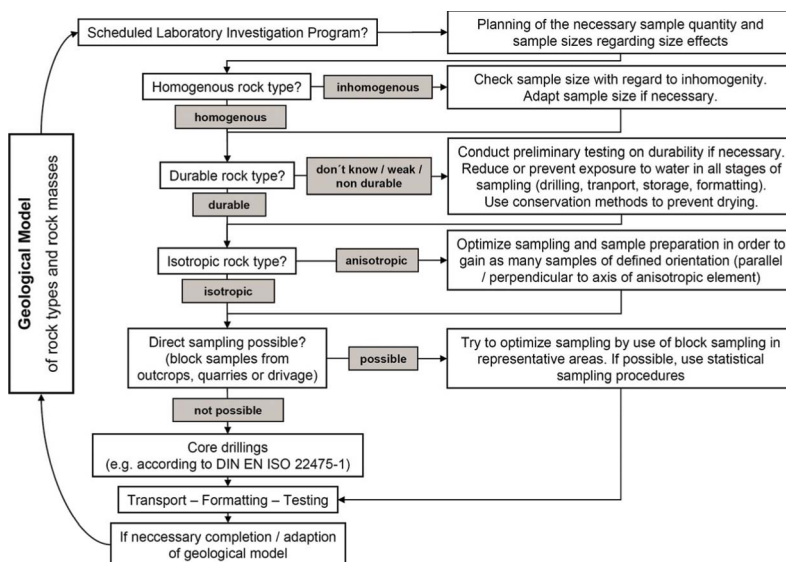 Scheduled Laboratory Investigation Program?
Planning of the necessary sample quantity and
sample sizes regarding size effects
Homogenous rock type?
inhomogenous
Check sample size with regard to inhomogenity.
Adapt sample size if necessary.
homogenous
Durable rock type?
don´t know / weak /
non durable
Conduct preliminary testing on durability if necessary.
Reduce or prevent exposure to water in all stages of
sampling (drilling, tranport, storage, formatting).
Use conservation methods to prevent drying.
durable
Isotropic rock type?
anisotropic
Optimize sampling and sample preparation in order to
gain as many samples of defined orientation (parallel
/ perpendicular to axis of anisotropic element)
isotropic
Direct sampling possible?
(block samples from
outcrops, quarries or drivage)
possible
Try to optimize sampling by use of block sampling in
representative areas. If possible, use statistical
sampling procedures
not possible
Core drillings
(e.g. according to DIN EN ISO 22475-1)
Transport – Formatting – Testing
If neccessary completion / adaption
of geological model
Geological Model
of rock types and rock masses